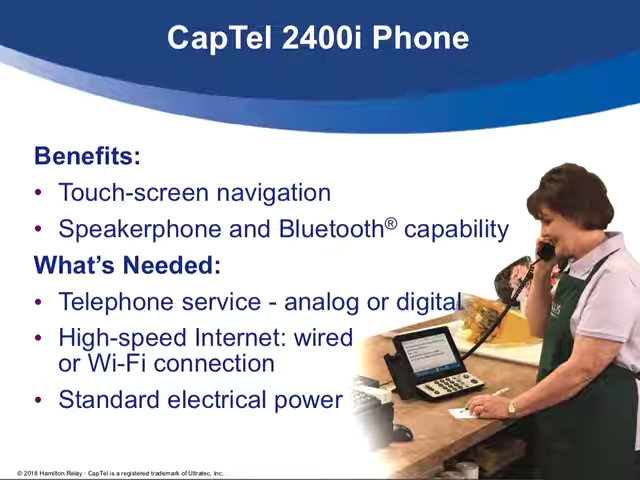 CapTel 2400i Phone
Benefits:
• Touch-screen navigation
• Speakerphone and Bluetooth® capability
What's Needed:
• Telephone service - analog or digital
• High-speed Internet: wired
or Wi-Fi connection
• Standard electrical power
© 2018 Hamilton Relay · CapTel is a registered trademark of Ultratec, Inc.